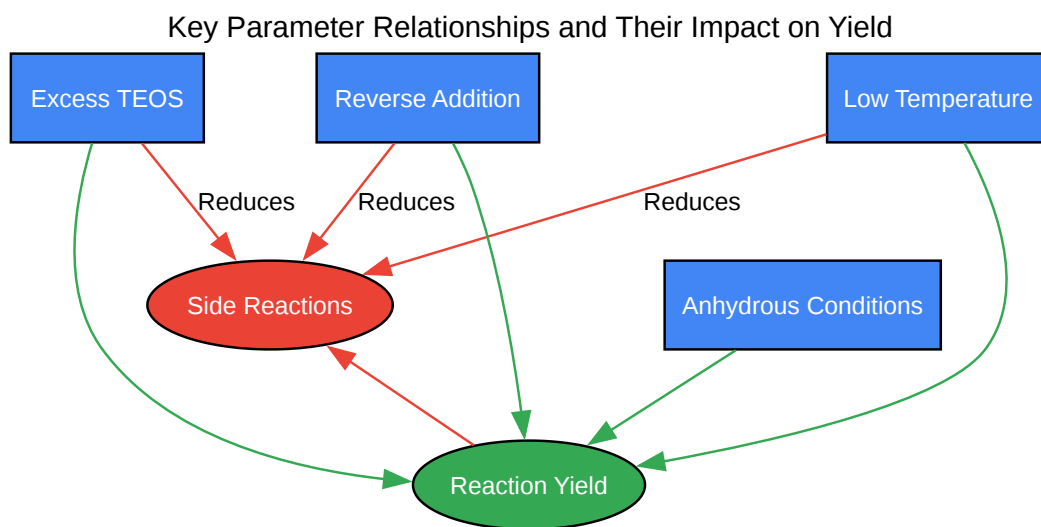 Key Parameter Relationships and Their Impact on Yield
Excess TEOS
Reverse Addition
Low Temperature
Reduces
Reduces
Reduces
Side Reactions
Anhydrous Conditions
Reaction Yield